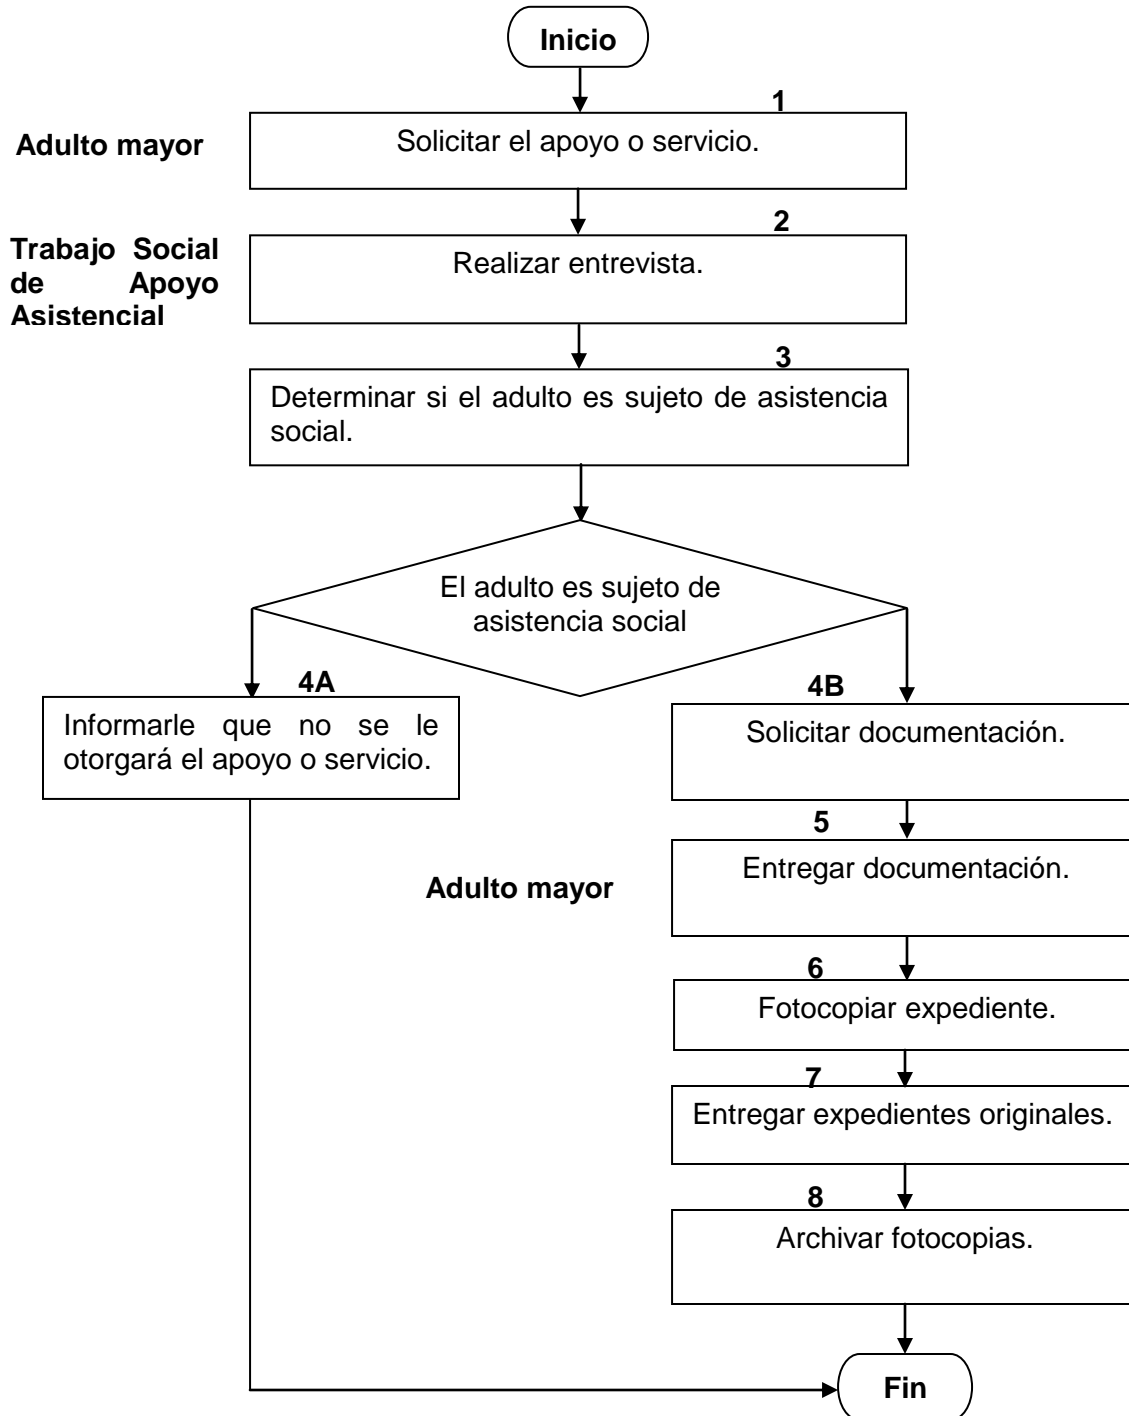 Inicio
1
Adulto mayor
Solicitar el apoyo o servicio.
2
Trabajo Social
de Apoyo
Asistencial
Realizar entrevista.
3
Determinar si el adulto es sujeto de asistencia
social.
El adulto es sujeto de
asistencia social
4A
Informarle que no se le
otorgará el apoyo o servicio.
4B
Solicitar documentación.
5
Adulto mayor
Entregar documentación.
6
Fotocopiar expediente.
7
Entregar expedientes originales.
8
Archivar fotocopias.
Fin